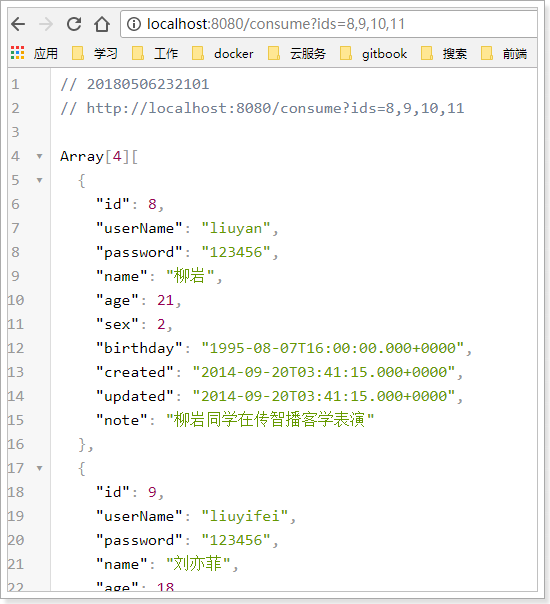 localhost:8080/consume?ids=8,9,10,11
应用 学习 工作 docker 云服务 gitbook 搜索 前端
1 // 20180506232101
2 // http://localhost:8080/consume?ids=8,9,10,11
3
4 Array[4][
5 {
6 "id": 8,
7 "userName": "liuyan",
8 "password": "123456",
9 "name": "柳岩",
10 "age": 21,
11 "sex": 2,
12 "birthday": "1995-08-07T16:00:00.000+0000",
13 "created": "2014-09-20T03:41:15.000+0000",
14 "updated": "2014-09-20T03:41:15.000+0000",
15 "note": "柳岩同学在传智播客学表演"
16 },
17 {
18 "id": 9,
19 "userName": "liuyifei",
20 "password": "123456",
21 "name": "刘亦菲",
22 "age": 18